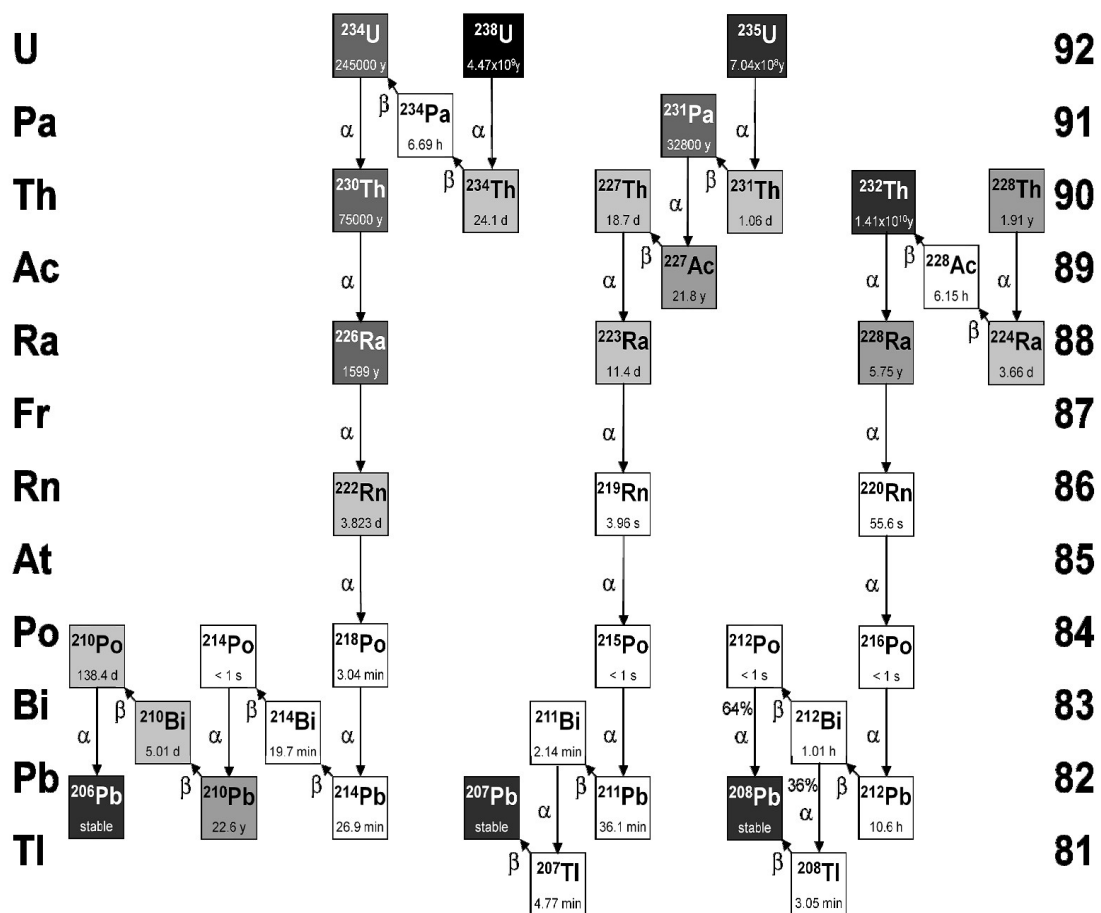 U 234U 238U 235U 92
245000 y 4.47x10⁹y 7.04x10⁸y
β 234Pa 231Pa
Pa α 6.69 h α 32800 y α 91
β β
Th 230Th 234Th 227Th 231Th 232Th 228Th 90
75000 y 24.1 d 18.7 d α 1.06 d 1.41x10¹⁰y 1.91 y
β β
Ac α α 227Ac α 228Ac α 89
21.8 y 6.15 h
β
Ra 226Ra 223Ra 228Ra 224Ra 88
1599 y 11.4 d 5.75 y 3.66 d
Fr α α α 87
Rn 222Rn 219Rn 220Rn 86
3.823 d 3.96 s 55.6 s
At α α α 85
Po 210Po 214Po 218Po 215Po 212Po 216Po 84
138.4 d < 1 s 3.04 min < 1 s < 1 s < 1 s
β β 64% β
Bi α 210Bi α 214Bi α 211Bi α α 212Bi α 83
5.01 d 19.7 min 2.14 min 1.01 h
β β β β
Pb 206Pb 210Pb 214Pb 207Pb 211Pb 208Pb 36% 212Pb 82
stable 22.6 y 26.9 min stable α 36.1 min stable α 10.6 h
Tl β 207Tl β 208Tl 81
4.77 min 3.05 min